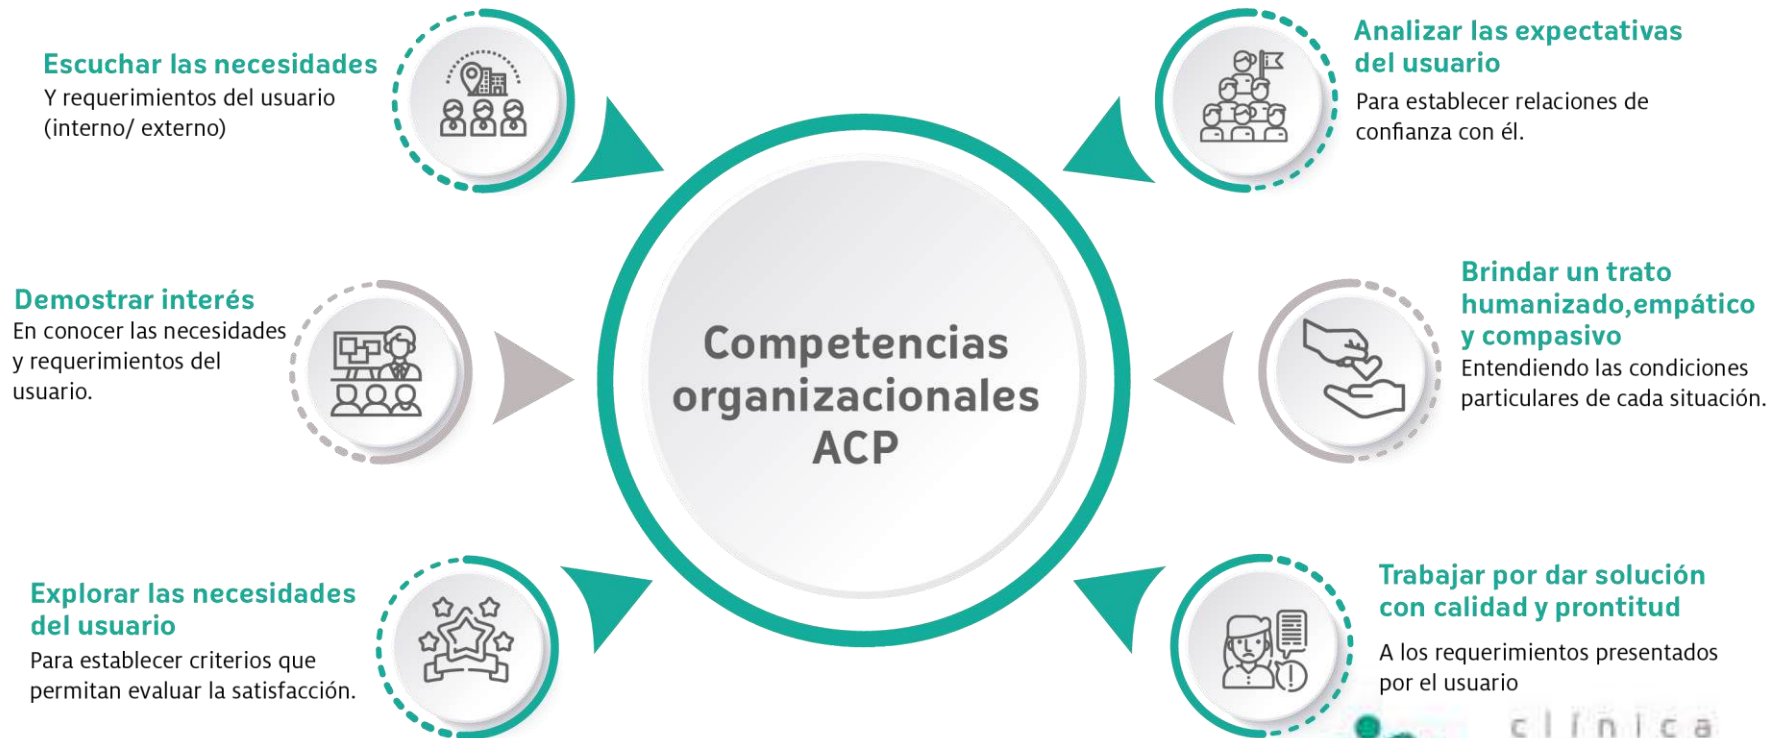 Escuchar las necesidades
Y requerimientos del usuario
(interno/ externo)
Demostrar interés
En conocer las necesidades
y requerimientos del
usuario.
Explorar las necesidades
del usuario
Para establecer criterios que
permitan evaluar la satisfacción.
Competencias
organizacionales
ACP
Analizar las expectativas
del usuario
Para establecer relaciones de
confianza con él.
Brindar un trato
humanizado,empático
y compasivo
Entendiendo las condiciones
particulares de cada situación.
Trabajar por dar solución
con calidad y prontitud
A los requerimientos presentados
por el usuario
clínica